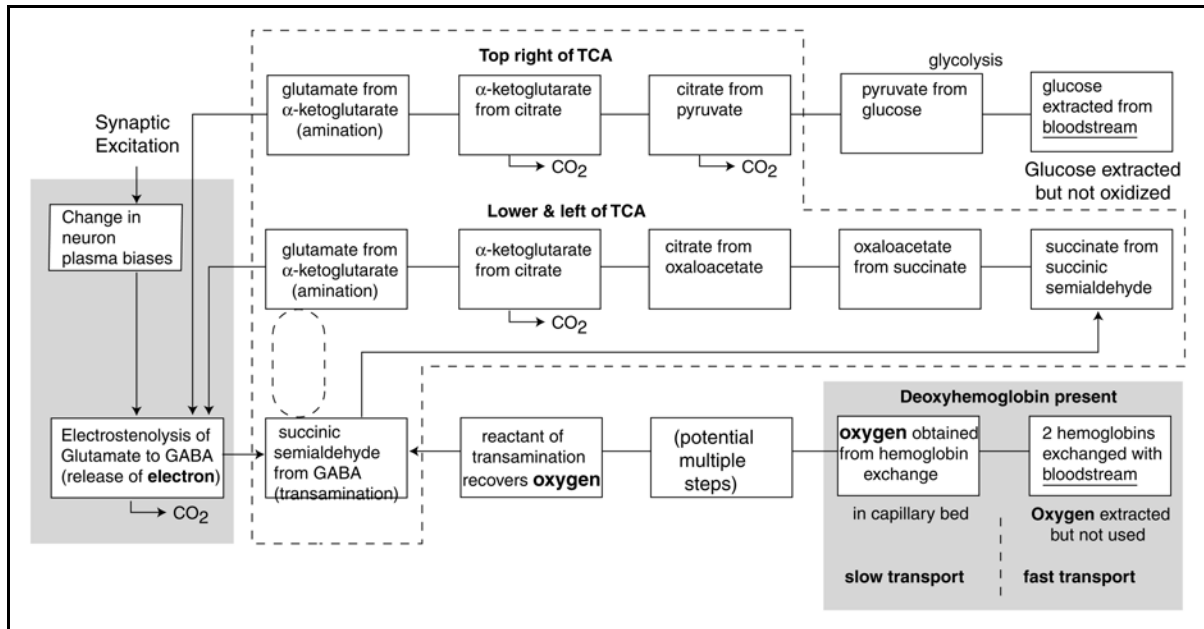 Top right of TCA
glycolysis
glutamate from
α-ketoglutarate
(amination)
α-ketoglutarate
from citrate
citrate from
pyruvate
pyruvate from
glucose
glucose
extracted from
bloodstream
CO2
CO2
Glucose extracted
but not oxidized
Synaptic
Excitation
Change in
neuron
plasma biases
Lower & left of TCA
glutamate from
α-ketoglutarate
(amination)
α-ketoglutarate
from citrate
citrate from
oxaloacetate
oxaloacetate
from succinate
succinate from
succinic
semialdehyde
CO2
Electrostenolysis of
Glutamate to GABA
(release of electron)
CO2
succinic
semialdehyde
from GABA
(transamination)
reactant of
transamination
recovers oxygen
(potential
multiple
steps)
Deoxyhemoglobin present
oxygen obtained
from hemoglobin
exchange
2 hemoglobins
exchanged with
bloodstream
in capillary bed
Oxygen extracted
but not used
slow transport
fast transport